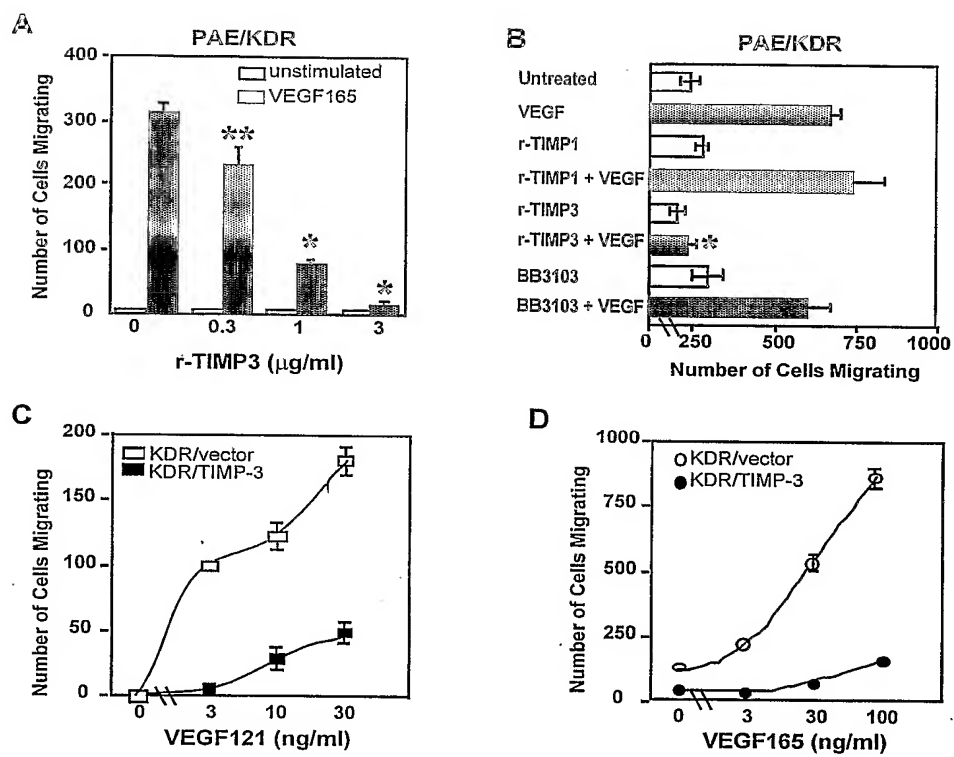 A
PAE/KDR
400
300
200
100
0
Number of Cells Migrating
unstimulated
VEGF165
**
*
*
0 0.3 1 3
r-TIMP3 (μg/ml)
B
PAE/KDR
Untreated
VEGF
r-TIMP1
r-TIMP1 + VEGF
r-TIMP3
r-TIMP3 + VEGF
*
BB3103
BB3103 + VEGF
0 250 500 750 1000
Number of Cells Migrating
C
200
150
100
50
0
Number of Cells Migrating
KDR/vector
KDR/TIMP-3
0 3 10 30
VEGF121 (ng/ml)
D
1000
750
500
250
0
Number of Cells Migrating
KDR/vector
KDR/TIMP-3
0 3 30 100
VEGF165 (ng/ml)